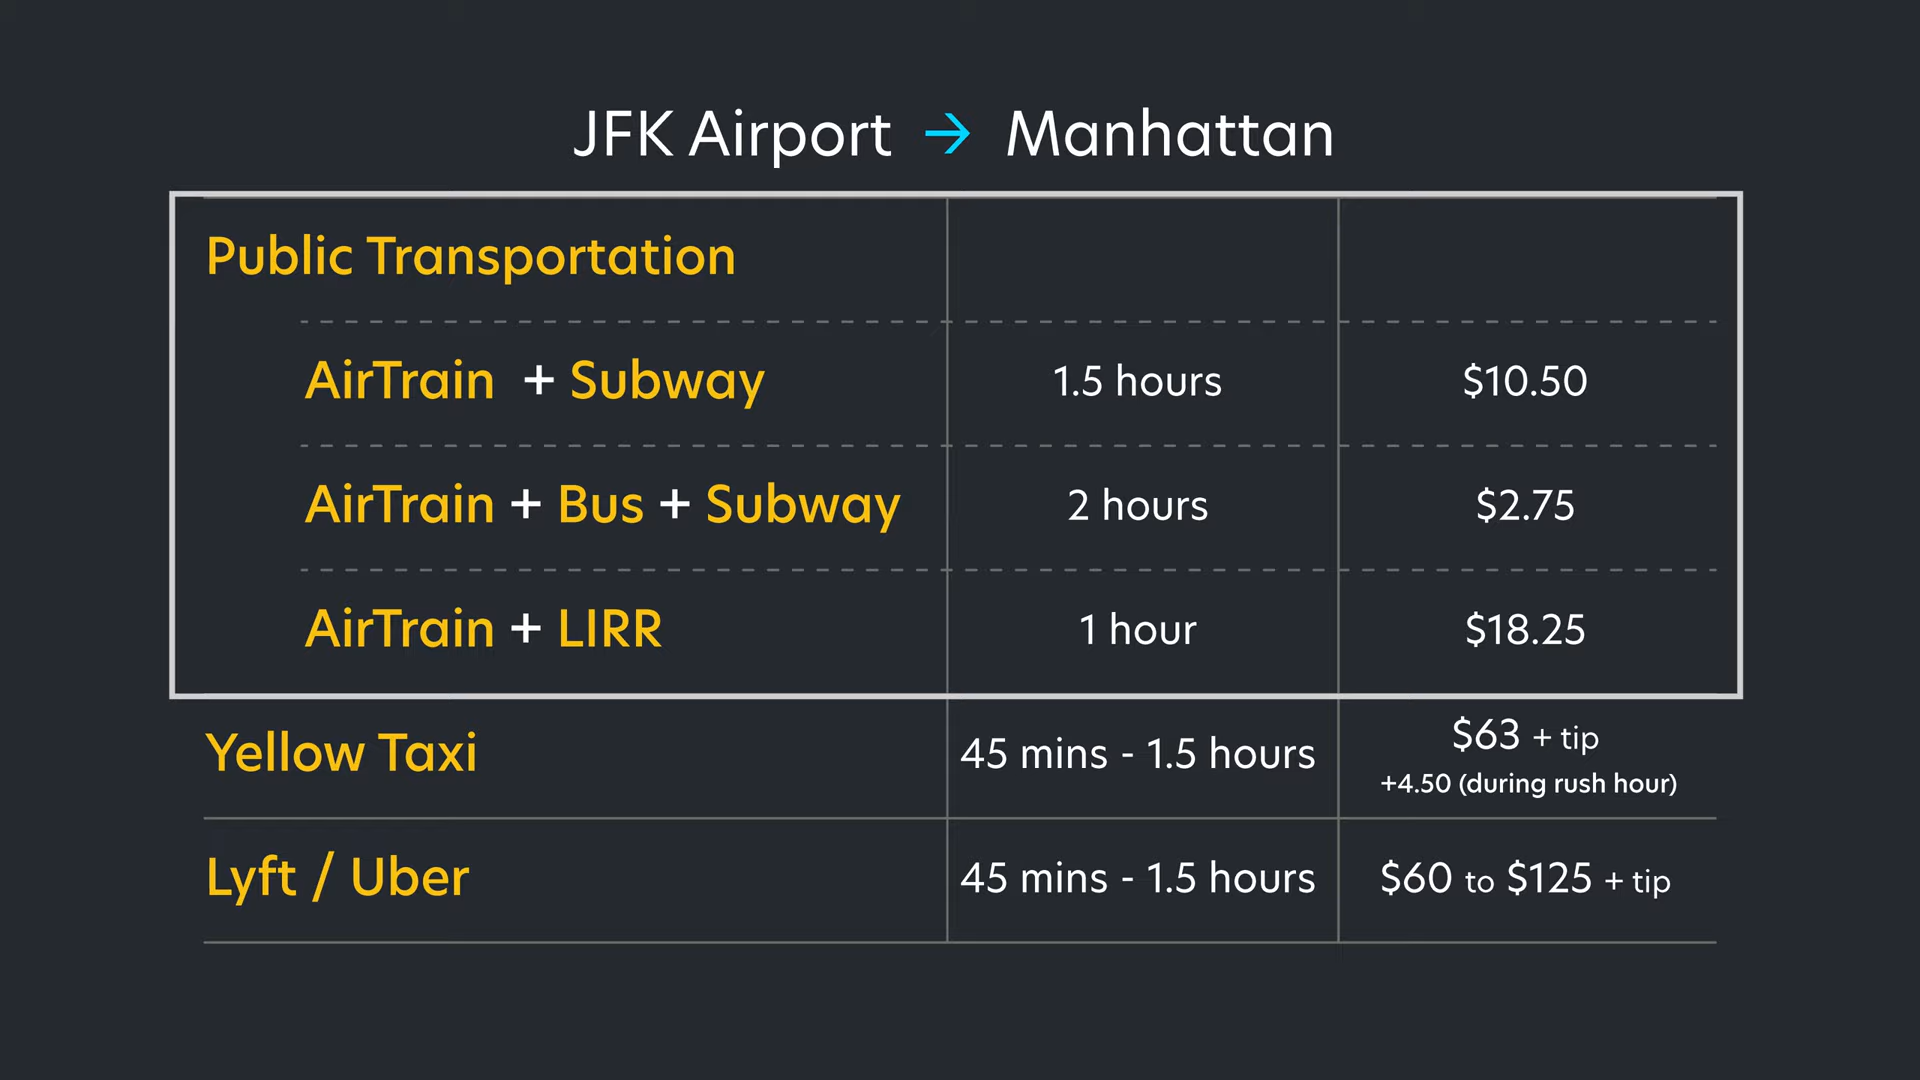 JFK Airport → Manhattan
Public Transportation
AirTrain + Subway 1.5 hours $10.50
AirTrain + Bus + Subway 2 hours $2.75
AirTrain + LIRR 1 hour $18.25
Yellow Taxi 45 mins - 1.5 hours $63 + tip
+4.50 (during rush hour)
Lyft / Uber 45 mins - 1.5 hours $60 to $125 + tip